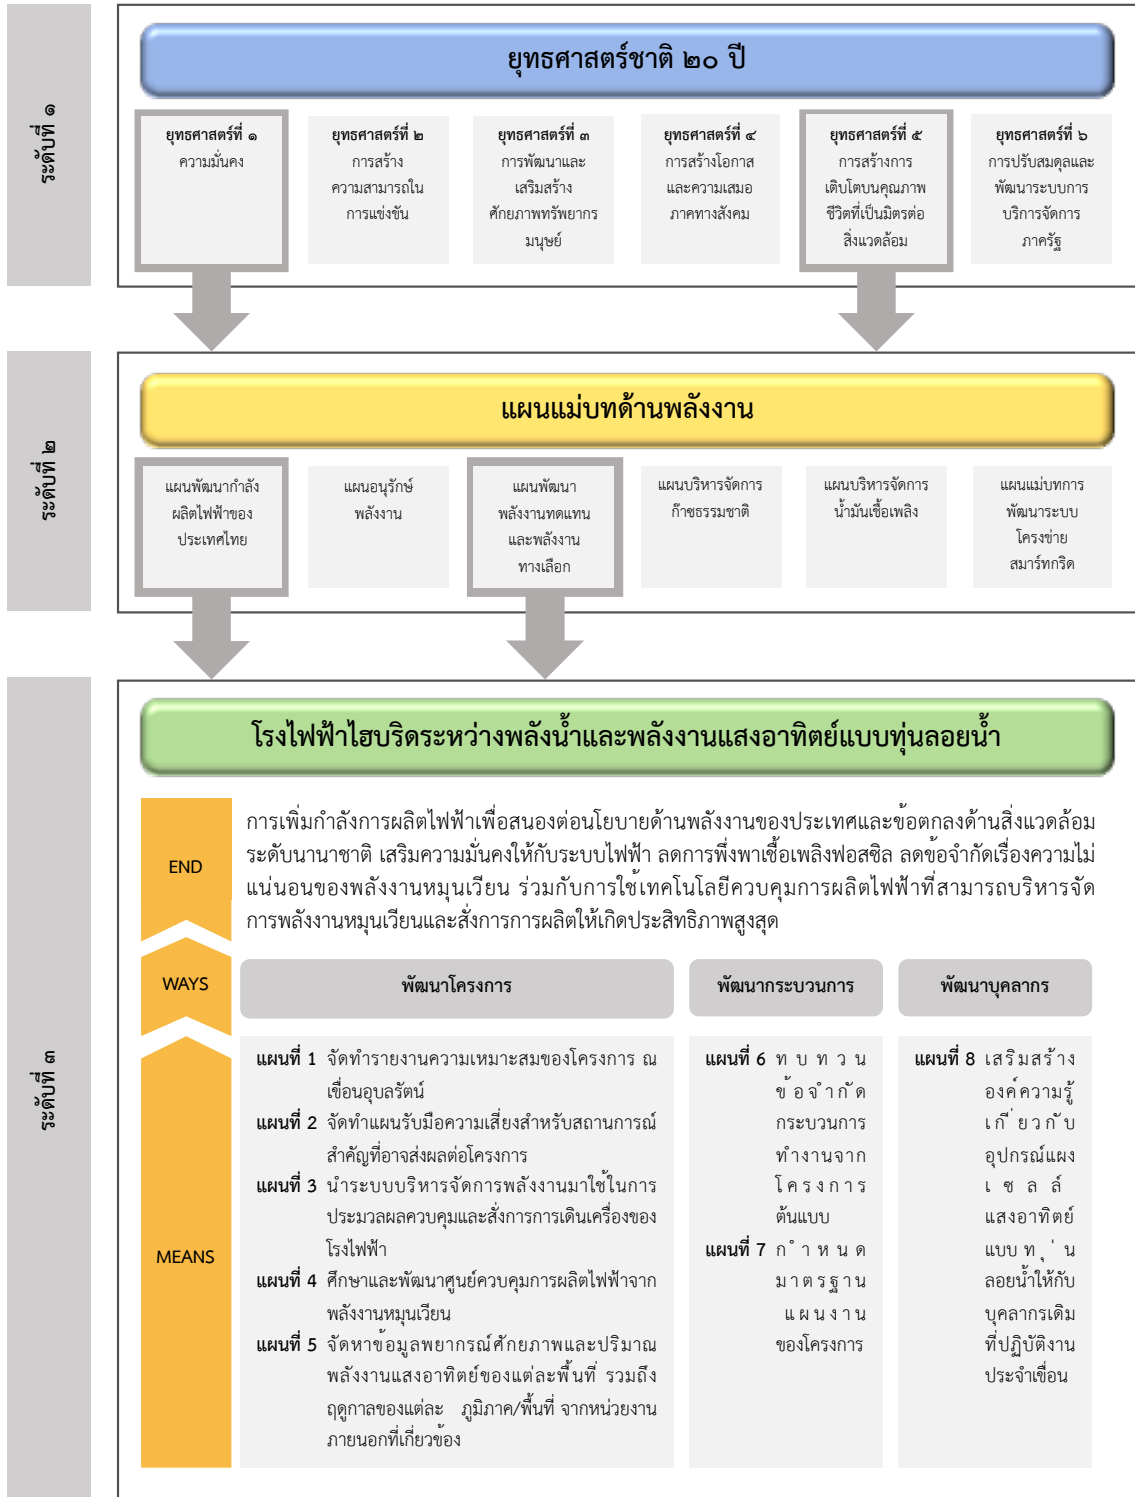 ระดับที่ ๑
ยุทธศาสตร์ชาติ ๒๐ ปี
ยุทธศาสตร์ที่ ๑
ความมั่นคง
ยุทธศาสตร์ที่ ๒
การสร้าง
ความสามารถใน
การแข่งขัน
ยุทธศาสตร์ที่ ๓
การพัฒนาและ
เสริมสร้าง
ศักยภาพทรัพยากร
มนุษย์
ยุทธศาสตร์ที่ ๔
การสร้างโอกาส
และความเสมอ
ภาคทางสังคม
ยุทธศาสตร์ที่ ๕
การสร้างการ
เติบโตบนคุณภาพ
ชีวิตที่เป็นมิตรต่อ
สิ่งแวดล้อม
ยุทธศาสตร์ที่ ๖
การปรับสมดุลและ
พัฒนาระบบการ
บริการจัดการ
ภาครัฐ
ระดับที่ ๒
แผนแม่บทด้านพลังงาน
แผนพัฒนากำลัง
ผลิตไฟฟ้าของ
ประเทศไทย
แผนอนุรักษ์
พลังงาน
แผนพัฒนา
พลังงานทดแทน
และพลังงาน
ทางเลือก
แผนบริหารจัดการ
ก๊าซธรรมชาติ
แผนบริหารจัดการ
น้ำมันเชื้อเพลิง
แผนแม่บทการ
พัฒนาระบบ
โครงข่าย
สมาร์ทกริด
ระดับที่ ๓
โรงไฟฟ้าไฮบริดระหว่างพลังน้ำและพลังงานแสงอาทิตย์แบบทุ่นลอยน้ำ
END
การเพิ่มกำลังการผลิตไฟฟ้าเพื่อสนองต่อนโยบายด้านพลังงานของประเทศและข้อตกลงด้านสิ่งแวดล้อม
ระดับนานาชาติ เสริมความมั่นคงให้กับระบบไฟฟ้า ลดการพึ่งพาเชื้อเพลิงฟอสซิล ลดข้อจำกัดเรื่องความไม่
แน่นอนของพลังงานหมุนเวียน ร่วมกับการใช้เทคโนโลยีควบคุมการผลิตไฟฟ้าที่สามารถบริหารจัด
การพลังงานหมุนเวียนและสั่งการการผลิตให้เกิดประสิทธิภาพสูงสุด
WAYS
พัฒนาโครงการ
พัฒนากระบวนการ
พัฒนาบุคลากร
MEANS
แผนที่ 1 จัดทำรายงานความเหมาะสมของโครงการ ณ
เขื่อนอุบลรัตน์
แผนที่ 2 จัดทำแผนรับมือความเสี่ยงสำหรับสถานการณ์
สำคัญที่อาจส่งผลต่อโครงการ
แผนที่ 3 นำระบบบริหารจัดการพลังงานมาใช้ในการ
ประมวลผลควบคุมและสั่งการการเดินเครื่องของ
โรงไฟฟ้า
แผนที่ 4 ศึกษาและพัฒนาศูนย์ควบคุมการผลิตไฟฟ้าจาก
พลังงานหมุนเวียน
แผนที่ 5 จัดหาข้อมูลพยากรณ์ศักยภาพและปริมาณ
พลังงานแสงอาทิตย์ของแต่ละพื้นที่ รวมถึง
ฤดูกาลของแต่ละ ภูมิภาค/พื้นที่ จากหน่วยงาน
ภายนอกที่เกี่ยวข้อง
แผนที่ 6 ทบทวน
ข้อจำกัด
กระบวนการ
ทำงานจาก
โครงการ
ต้นแบบ
แผนที่ 7 กำหนด
มาตรฐาน
แผนงาน
ของโครงการ
แผนที่ 8 เสริมสร้าง
องค์ความรู้
เกี่ยวกับ
อุปกรณ์แผง
เซลล์
แสงอาทิตย์
แบบทุ่น
ลอยน้ำให้กับ
บุคลากรเดิม
ที่ปฏิบัติงาน
ประจำเขื่อน